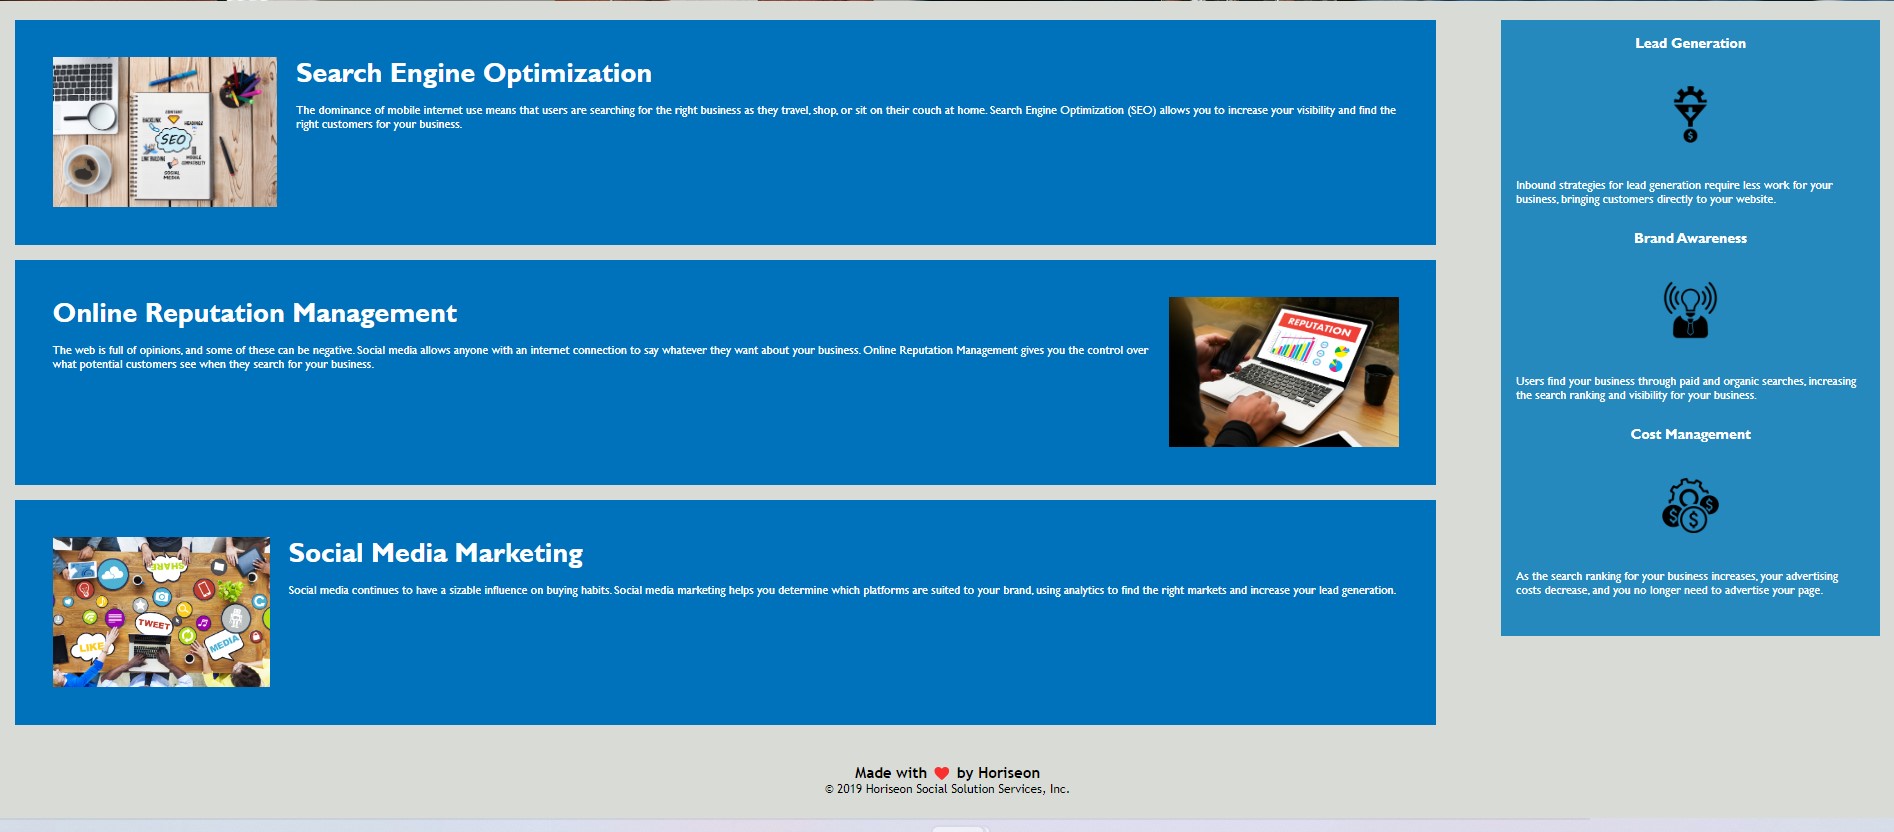 Search Engine Optimization
The dominance of mobile internet use means that users are searching for the right business as they travel, shop, or sit on their couch at home. Search Engine Optimization (SEO) allows you to increase your visibility and find the
right customers for your business.
SEO
SOCIAL
MEDIA
Online Reputation Management
The web is full of opinions, and some of these can be negative. Social media allows anyone with an internet connection to say whatever they want about your business. Online Reputation Management gives you the control over
what potential customers see when they search for your business.
REPUTATION
Social Media Marketing
Social media continues to have a sizable influence on buying habits. Social media marketing helps you determine which platforms are suited to your brand, using analytics to find the right markets and increase your lead generation.
SHARE
TWEET
LIKE
MEDIA
Lead Generation
Inbound strategies for lead generation require less work for your
business, bringing customers directly to your website.
Brand Awareness
Users find your business through paid and organic searches, increasing
the search ranking and visibility for your business.
Cost Management
As the search ranking for your business increases, your advertising
costs decrease, and you no longer need to advertise your page.
Made with ❤️ by Horiseon
© 2019 Horiseon Social Solution Services, Inc.